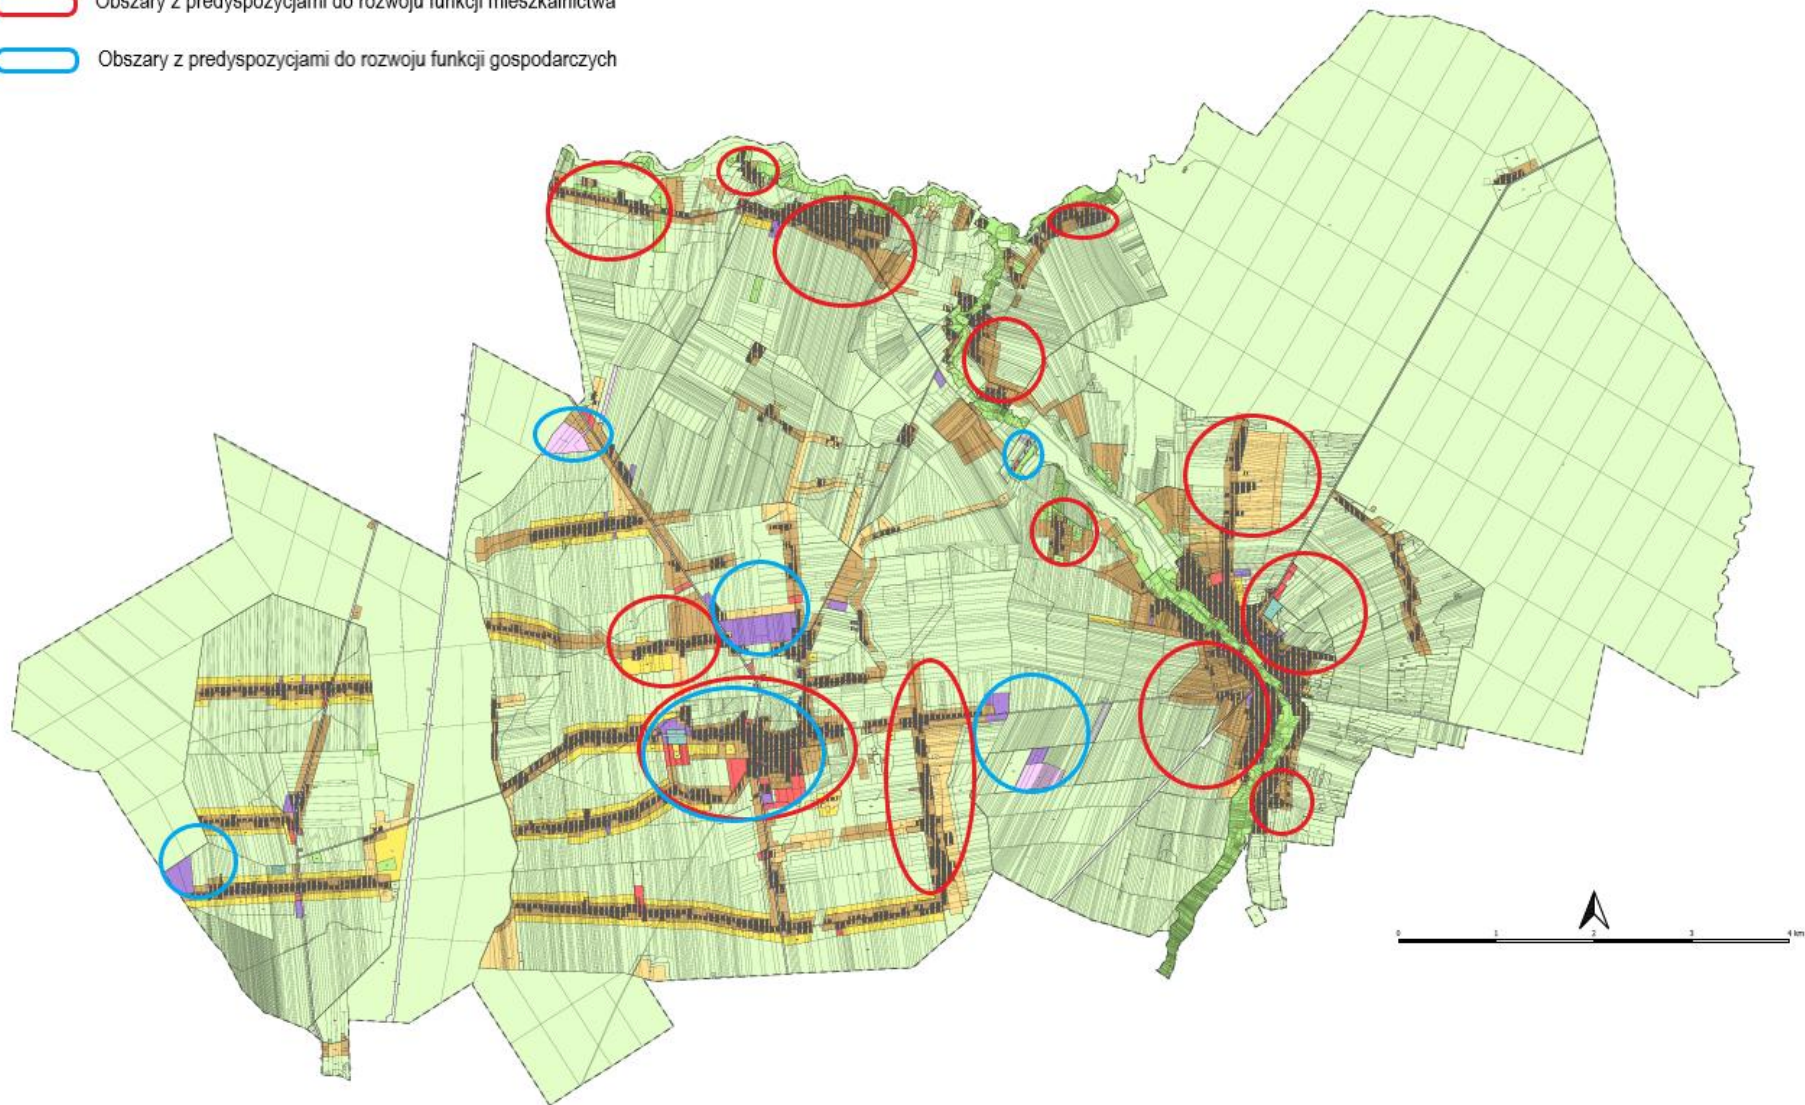 Obszary z predyspozycjami do rozwoju funkcji mieszkalnictwa
Obszary z predyspozycjami do rozwoju funkcji gospodarczych
0 1 2 3 4 km